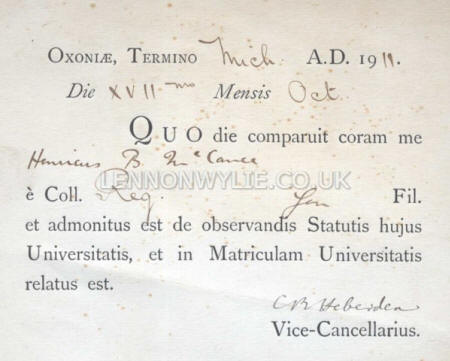 Oxoniæ, Termino Mich. A.D. 1911.
Die XVII mo Mensis Oct.
Quo die comparuit coram me
Henricus B. McCance
LENNONWYLIE.CO.UK
è Coll. Reg. Gen Fil.
et admonitus est de observandis Statutis hujus
Universitatis, et in Matriculam Universitatis
relatus est.
C B Heberden
Vice-Cancellarius.